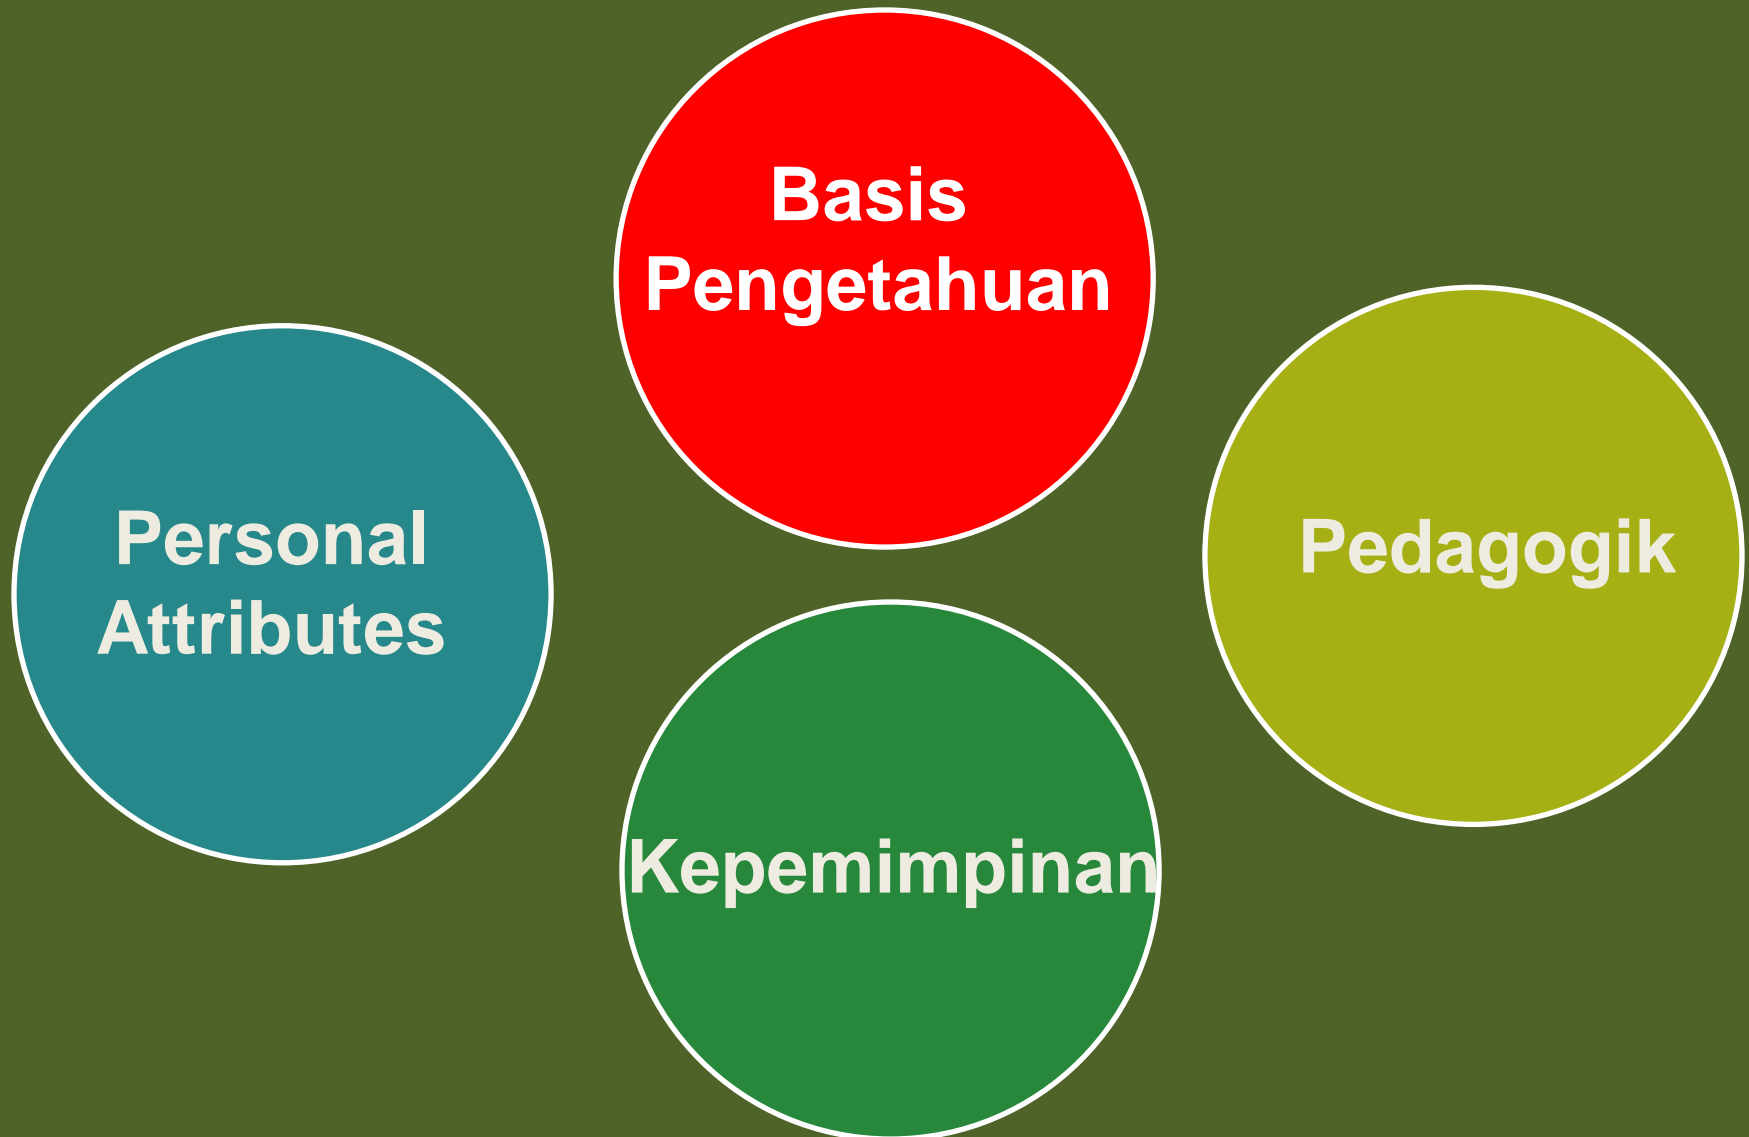 Basis
Pengetahuan
Personal
Attributes
Pedagogik
Kepemimpinan